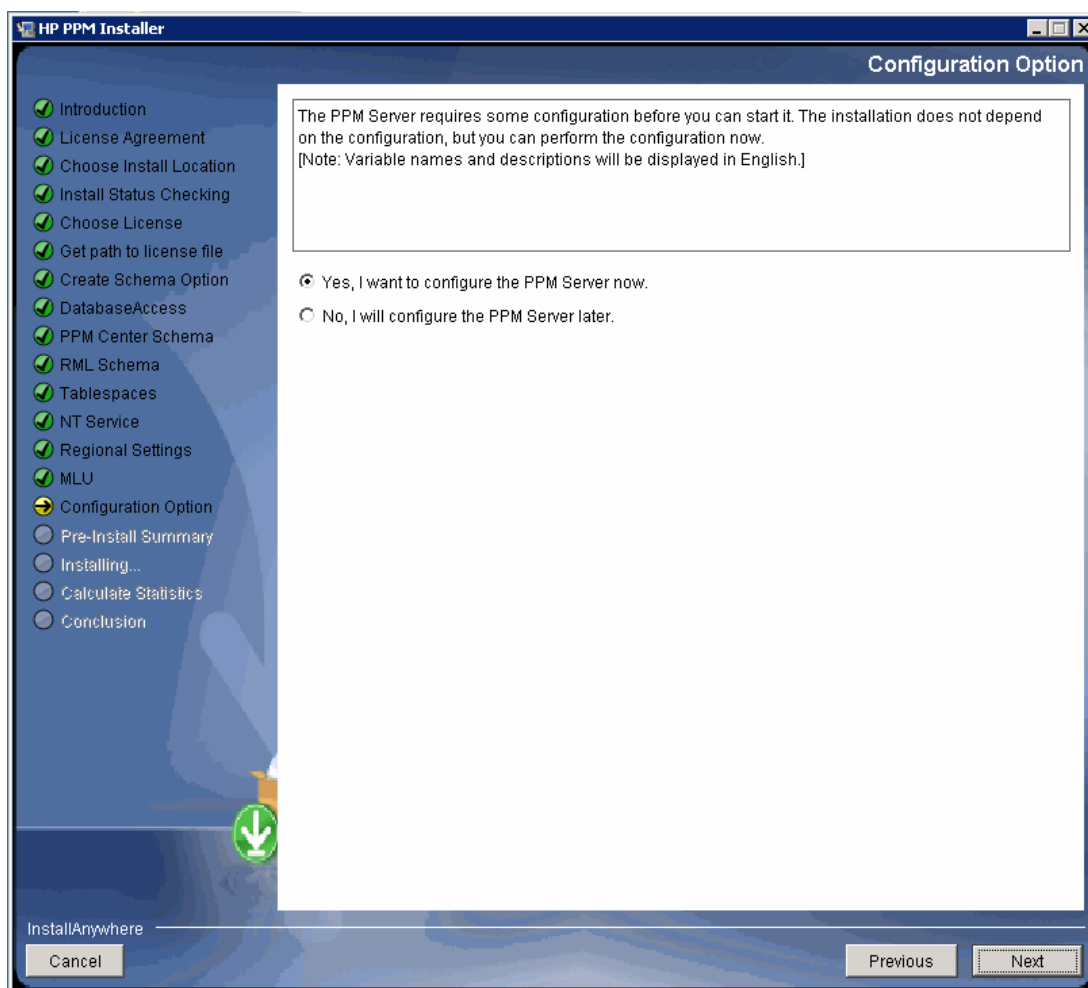 HP PPM Installer
Configuration Option
Introduction
License Agreement
Choose Install Location
Install Status Checking
Choose License
Get path to license file
Create Schema Option
DatabaseAccess
PPM Center Schema
RML Schema
Tablespaces
NT Service
Regional Settings
MLU
Configuration Option
Pre-Install Summary
Installing...
Calculate Statistics
Conclusion
The PPM Server requires some configuration before you can start it. The installation does not depend
on the configuration, but you can perform the configuration now.
[Note: Variable names and descriptions will be displayed in English.]
Yes, I want to configure the PPM Server now.
No, I will configure the PPM Server later.
InstallAnywhere
Cancel
Previous
Next